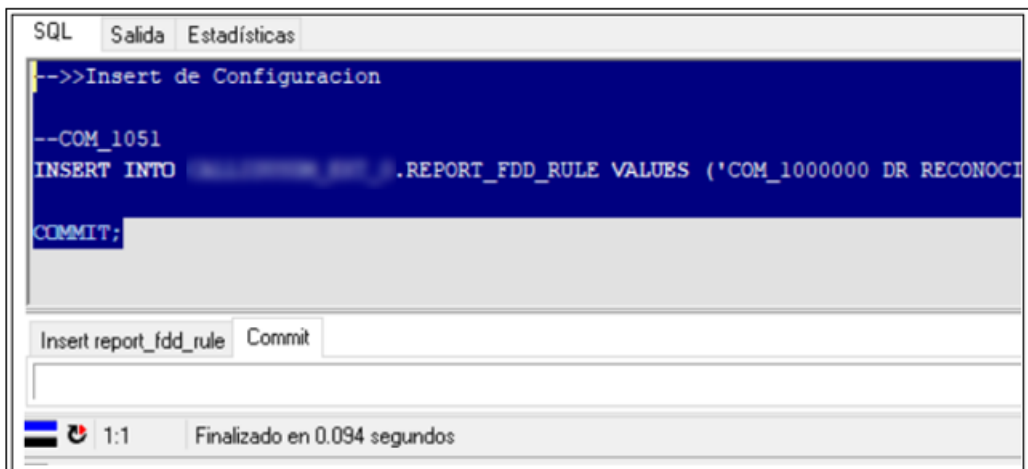 SQL Salida Estadísticas
-->>Insert de Configuracion
--COM_1051
INSERT INTO .REPORT_FDD_RULE VALUES ('COM_1000000 DR RECONOCI
COMMIT;
Insert report_fdd_rule Commit
1:1 Finalizado en 0.094 segundos